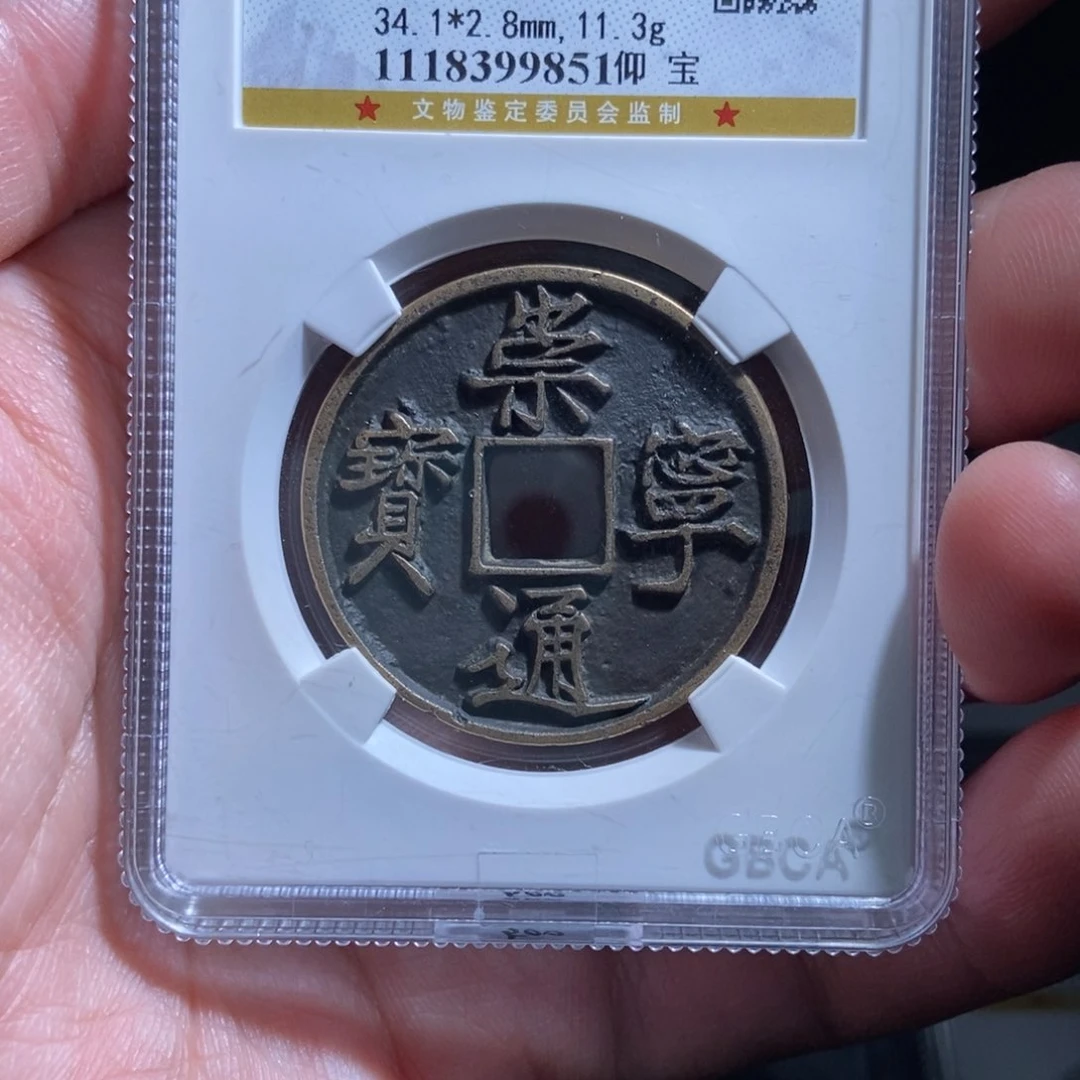 34.1*2.8mm,11.3g
1118399851仰 宝
文物鉴定委员会监制
崇
寧
通
寳
GBCA®